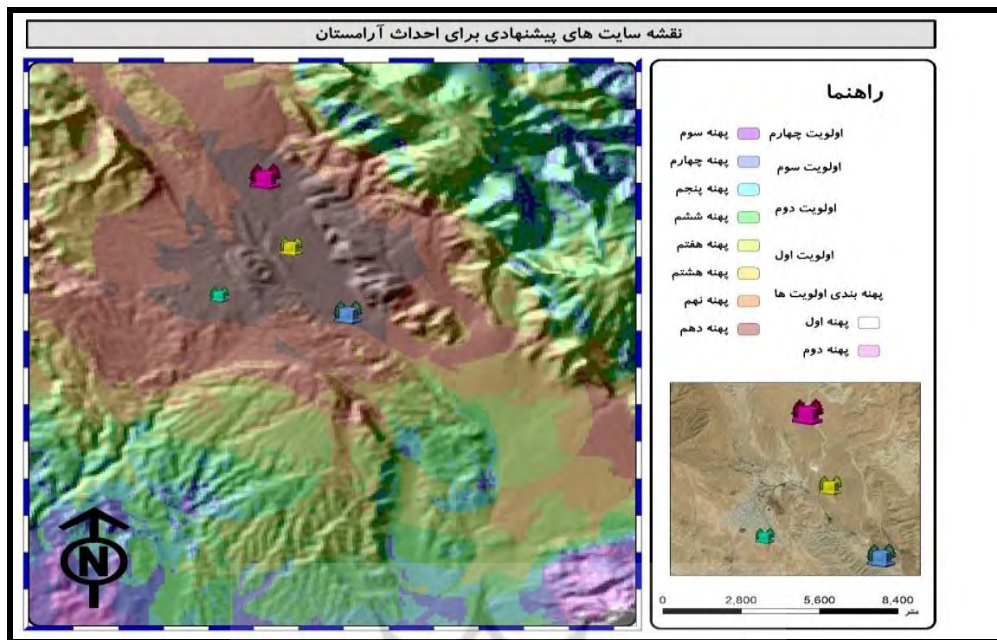 نقشه سایت های پیشنهادی برای احداث آرامستان
راهنما
اولویت چهارم
اولویت سوم
اولویت دوم
اولویت اول
پهنه بندی اولویت ها
پهنه اول
پهنه دوم
پهنه سوم
پهنه چهارم
پهنه پنجم
پهنه ششم
پهنه هفتم
پهنه هشتم
پهنه نهم
پهنه دهم
N
0 2,800 5,600 8,400
متر